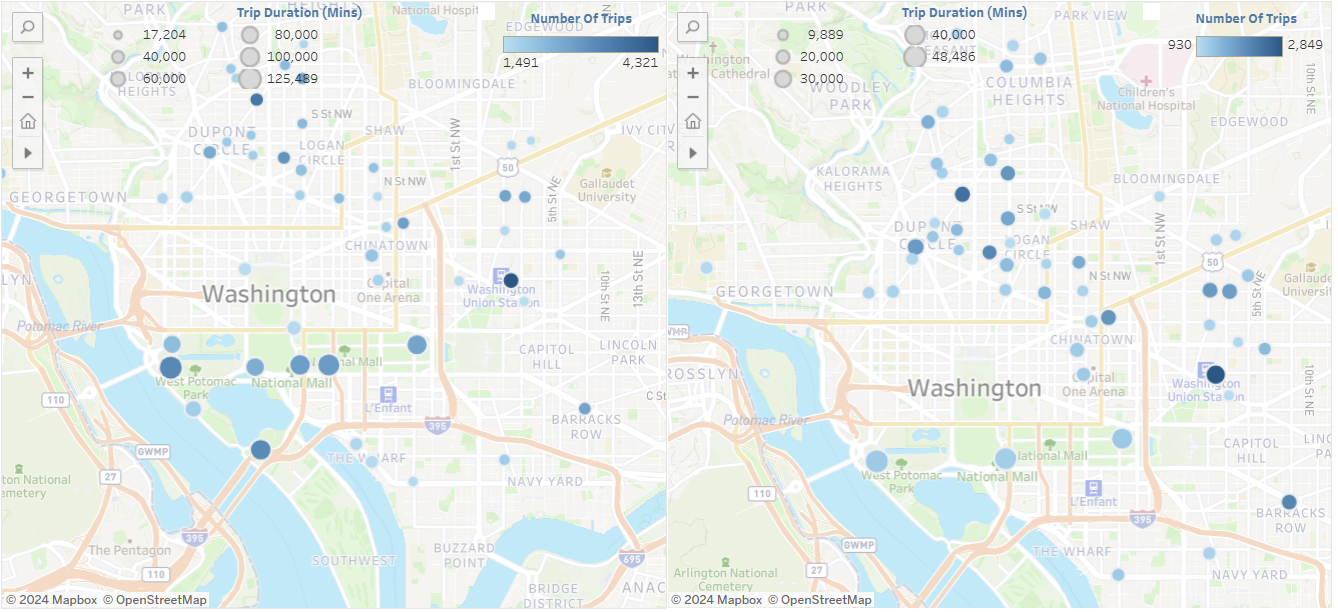 PARK
HEIGHTS
National Hospital
Trip Duration (Mins)
17,204
40,000
60,000
80,000
100,000
125,489
Number Of Trips
1,491
4,321
EDGEWOOD
HEIGHTS
BLOOMINGDALE
S St NW
DUPONT
CIRCLE
LOGAN
CIRCLE
SHAW
1st St NW
IVY CITY
50
N St NW
5th St NE
Gallaudet
University
GEORGETOWN
CHINATOWN
Capital
One Arena
Washington
Washington
Union Station
10th St NE
13th St NE
Potomac River
CAPITOL
HILL
LINCOLN
PARK
West Potomac
Park
National Mall
National Mall
110
L'Enfant
C St
BARRACKS
ROW
395
GWMP
THE WHARF
27
NAVY YARD
395
The Pentagon
110
SOUTHWEST
BUZZARD
POINT
695
BRIDGE
DISTRICT
ANAC
© 2024 Mapbox © OpenStreetMap
PARK
Trip Duration (Mins)
9,889
20,000
30,000
40,000
48,486
Number Of Trips
930
2,849
PARK VIEW
Washington
Cathedral
WOODLEY
PARK
COLUMBIA
HEIGHTS
Children's
National Hospital
10th St NE
EDGEWOOD
KALORAMA
HEIGHTS
BLOOMINGDALE
S St NW
DUPONT
CIRCLE
LOGAN
CIRCLE
SHAW
1st St NW
50
N St NW
5th St NE
Gallaudet
University
GEORGETOWN
CHINATOWN
ROSSLYN
Capital
One Arena
Washington
Washington
Union Station
10th St NE
Potomac River
CAPITOL
HILL
West Potomac
Park
National Mall
National Mall
110
L'Enfant
395
BARRACKS
ROW
GWMP
THE WHARF
27
NAVY YARD
Arlington National
Cemetery
© 2024 Mapbox © OpenStreetMap